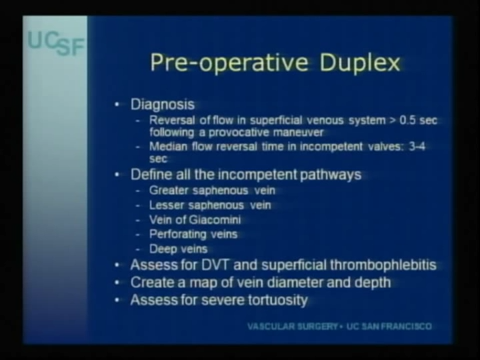 UCSF
Pre-operative Duplex
• Diagnosis
- Reversal of flow in superficial venous system > 0.5 sec
following a provocative maneuver
- Median flow reversal time in incompetent valves: 3-4
sec
• Define all the incompetent pathways
- Greater saphenous vein
- Lesser saphenous vein
- Vein of Giacomini
- Perforating veins
- Deep veins
• Assess for DVT and superficial thrombophlebitis
• Create a map of vein diameter and depth
• Assess for severe tortuosity
VASCULAR SURGERY • UC SAN FRANCISCO